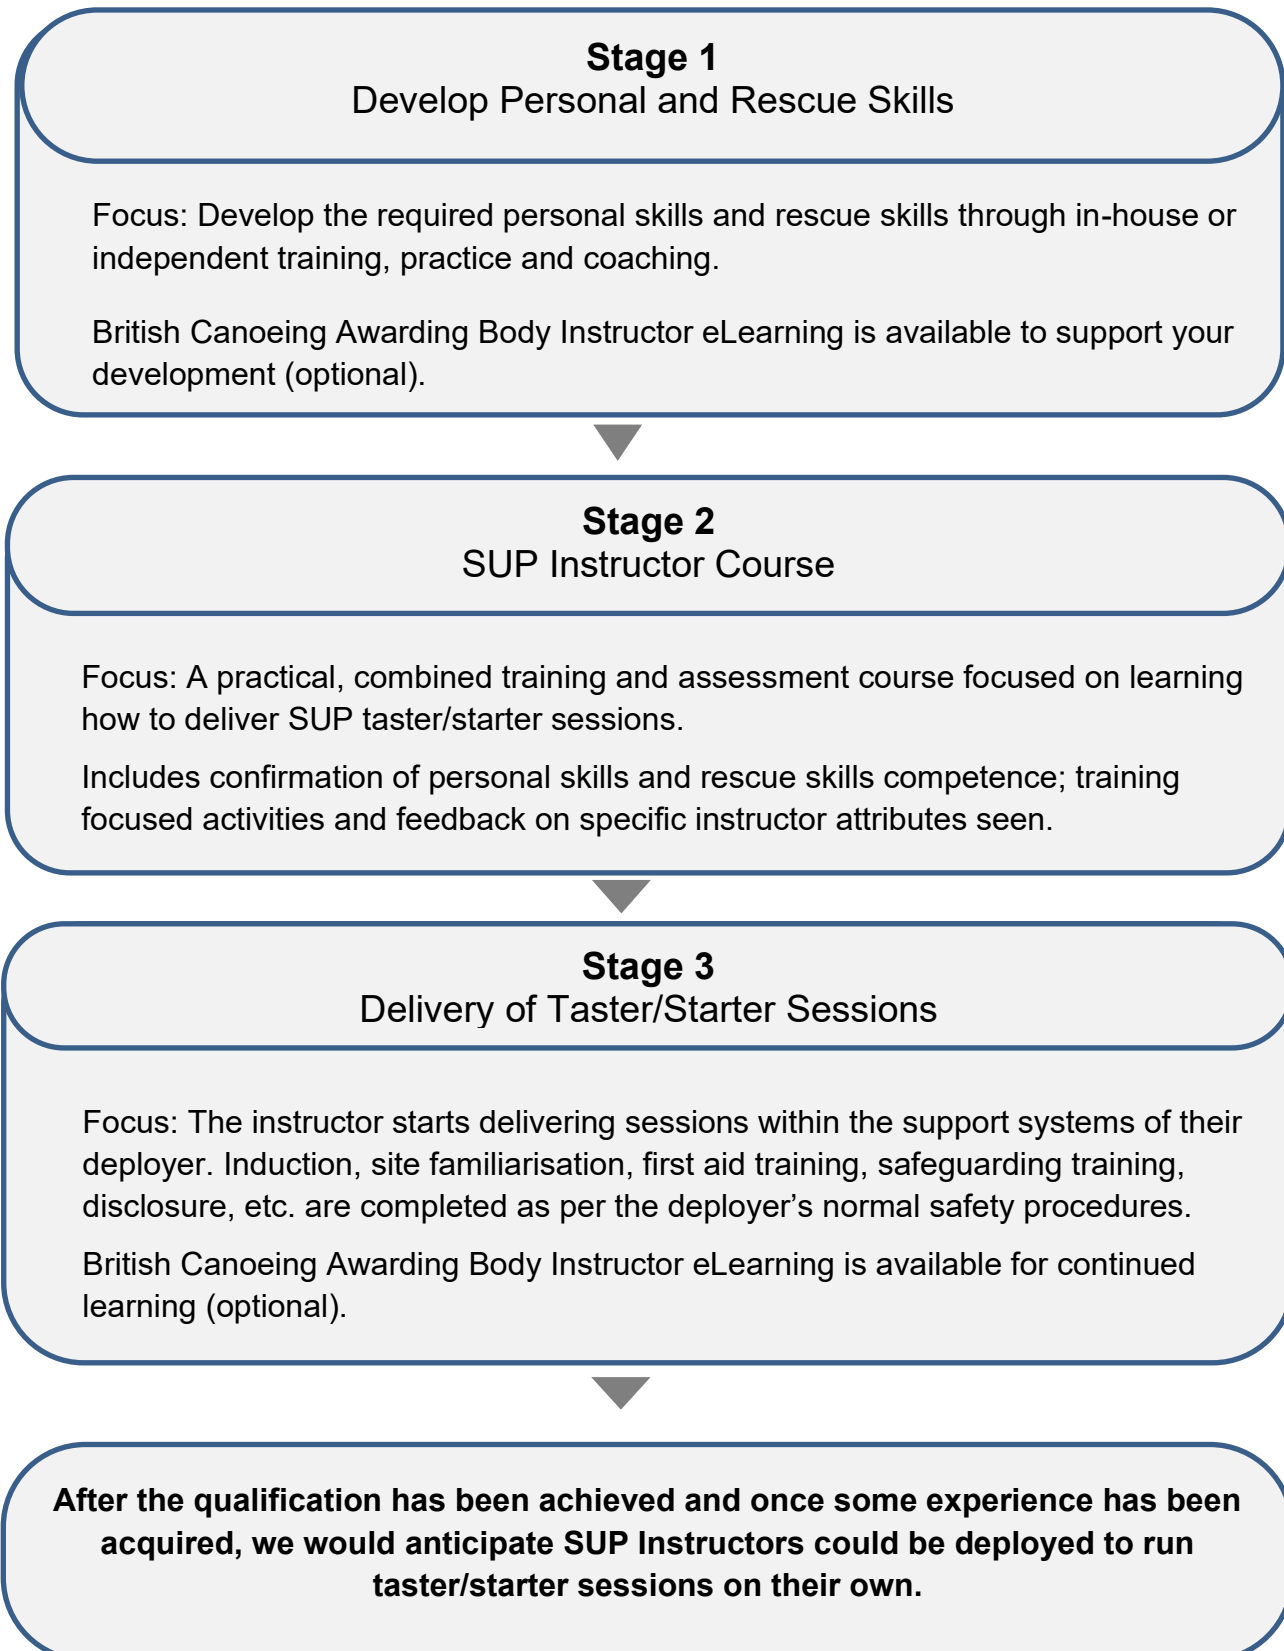 Stage 1
Develop Personal and Rescue Skills
Focus: Develop the required personal skills and rescue skills through in-house or
independent training, practice and coaching.
British Canoeing Awarding Body Instructor eLearning is available to support your
development (optional).
Stage 2
SUP Instructor Course
Focus: A practical, combined training and assessment course focused on learning
how to deliver SUP taster/starter sessions.
Includes confirmation of personal skills and rescue skills competence; training
focused activities and feedback on specific instructor attributes seen.
Stage 3
Delivery of Taster/Starter Sessions
Focus: The instructor starts delivering sessions within the support systems of their
deployer. Induction, site familiarisation, first aid training, safeguarding training,
disclosure, etc. are completed as per the deployer’s normal safety procedures.
British Canoeing Awarding Body Instructor eLearning is available for continued
learning (optional).
After the qualification has been achieved and once some experience has been
acquired, we would anticipate SUP Instructors could be deployed to run
taster/starter sessions on their own.